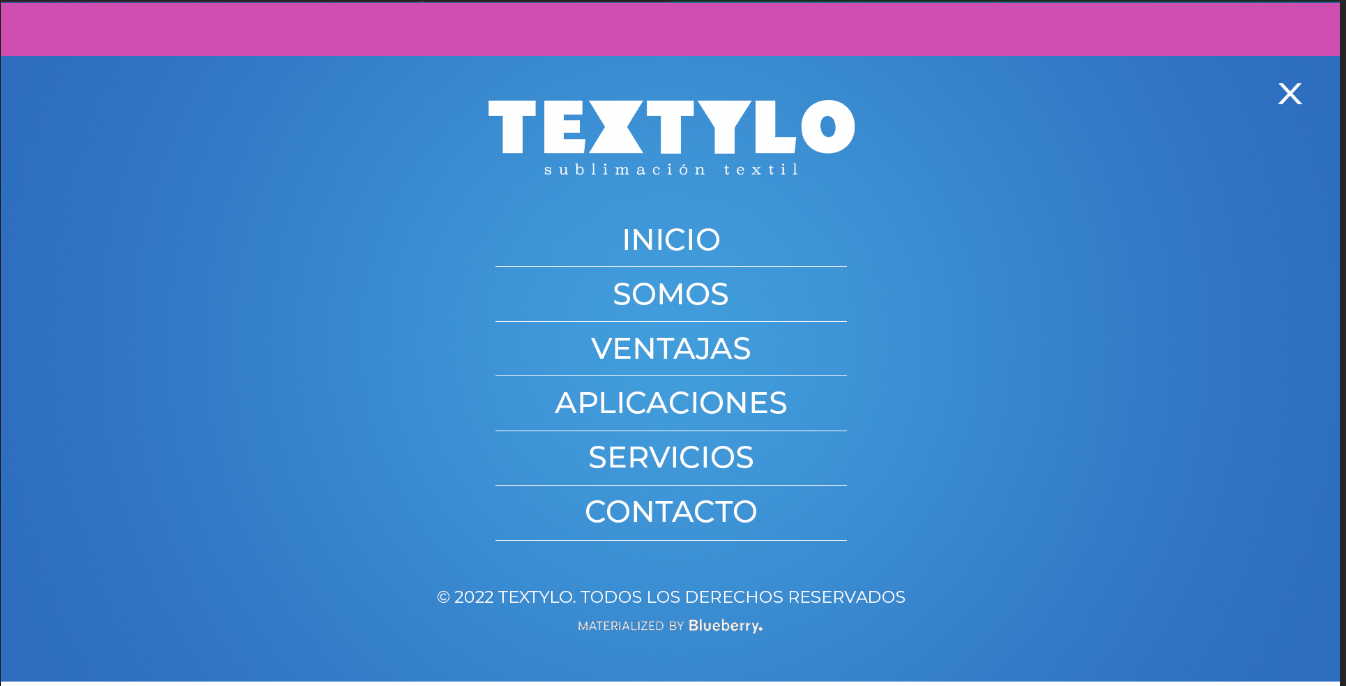 X
TEXTYLO
sublimación textil
INICIO
SOMOS
VENTAJAS
APLICACIONES
SERVICIOS
CONTACTO
© 2022 TEXTYLO. TODOS LOS DERECHOS RESERVADOS
MATERIALIZED BY Blueberry.